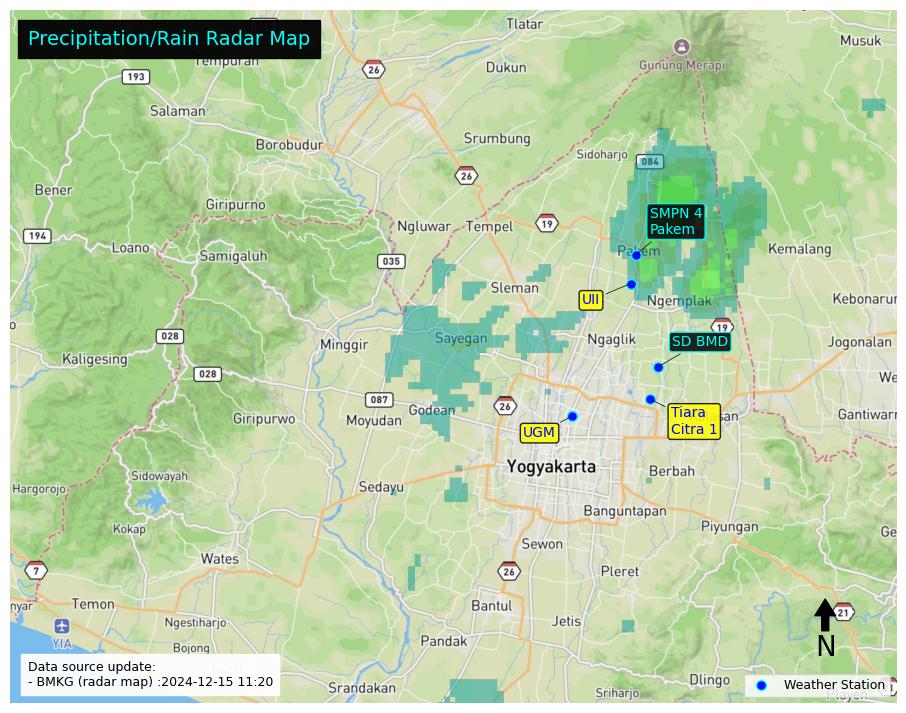 Precipitation/Rain Radar Map
Tlatar
Musuk
Tempuran
Gunung Merapi
26
Dukun
193
Salaman
Srumbung
Borobudur
Sidoharjo
084
26
Bener
Giripurno
SMPN 4
Pakem
Ngluwar
Tempel
19
194
Loano
Samigaluh
035
Pakem
Kemalang
Sleman
UII
Ngemplak
Kebonarum
19
028
Minggir
Sayegan
Ngaglik
SD BMD
Jogonalan
Kaligesing
028
087
Godean
26
Tiara
Citra 1
Giripurwo
Moyudan
UGM
Gantiwarno
Yogyakarta
Sidowayah
Berbah
Hargorojo
Sedayu
Kokap
Banguntapan
Piyungan
Sewon
Wates
7
26
Pleret
Temon
Bantul
21
Ngestiharjo
Jetis
YIA
Bojong
Pandak
N
Data source update:
- BMKG (radar map) :2024-12-15 11:20
Srandakan
Sriharjo
Dlingo
Weather Station